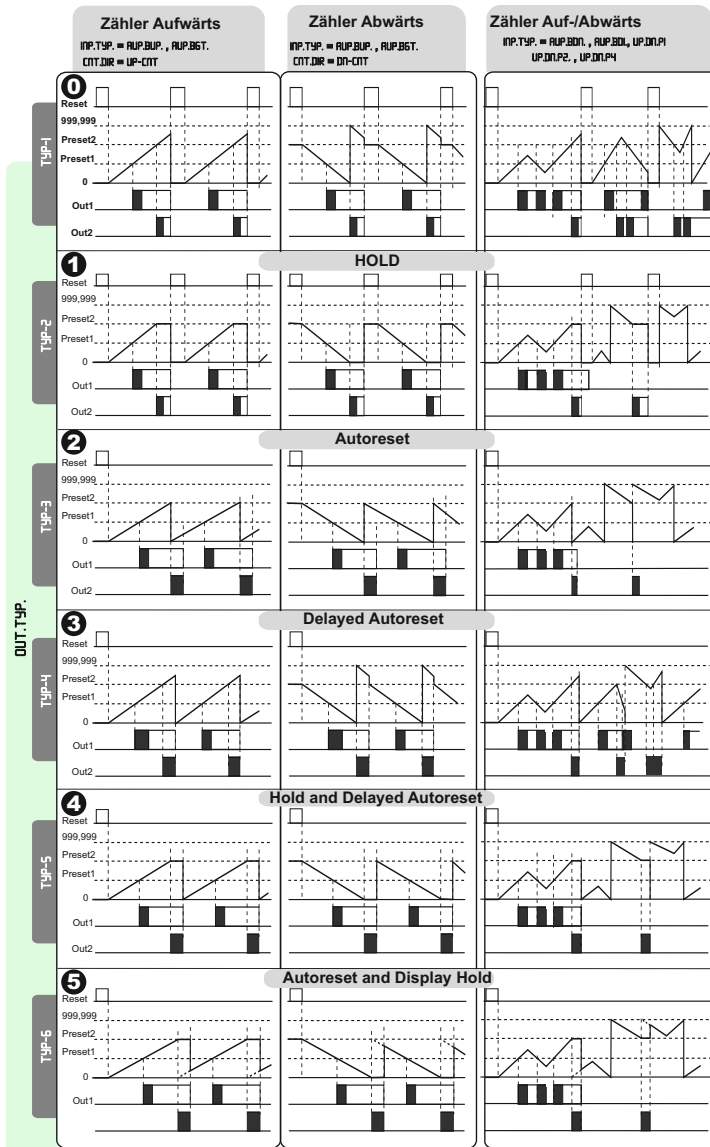 Zähler Aufwärts
INP.TYP. = AUP.BUP. , AUP.BGT.
CNT.DIR = UP-CNT
Zähler Abwärts
INP.TYP. = AUP.BUP. , AUP.BGT.
CNT.DIR = DN-CNT
Zähler Auf-/Abwärts
INP.TYP. = AUP.BDN. , AUP.BDI., UP.DN.P1
UP.DN.P2. , UP.DN.P4
OUT.TYP.
TYP-1
0
Reset
999,999
Preset2
Preset1
0
Out1
Out2
TYP-2
1
HOLD
Reset
999,999
Preset2
Preset1
0
Out1
Out2
TYP-3
2
Autoreset
Reset
999,999
Preset2
Preset1
0
Out1
Out2
TYP-4
3
Delayed Autoreset
Reset
999,999
Preset2
Preset1
0
Out1
Out2
TYP-5
4
Hold and Delayed Autoreset
Reset
999,999
Preset2
Preset1
0
Out1
Out2
TYP-6
5
Autoreset and Display Hold
Reset
999,999
Preset2
Preset1
0
Out1